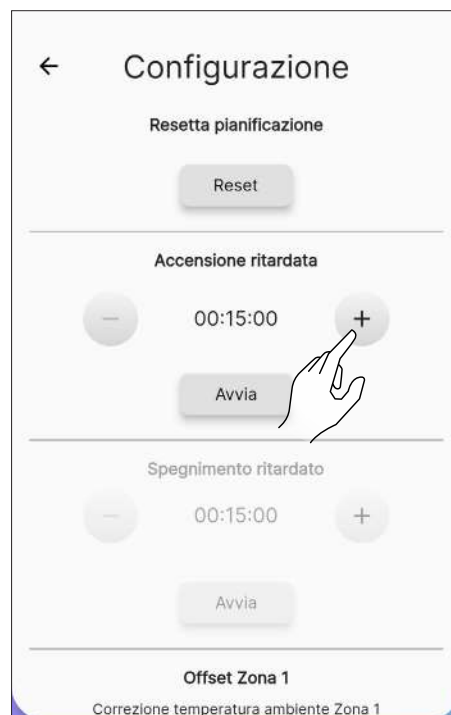 ← Configurazione
Resetta pianificazione
Reset
Accensione ritardata
− 00:15:00 +
Avvia
Spegnimento ritardato
− 00:15:00 +
Avvia
Offset Zona 1
Correzione temperatura ambiente Zona 1